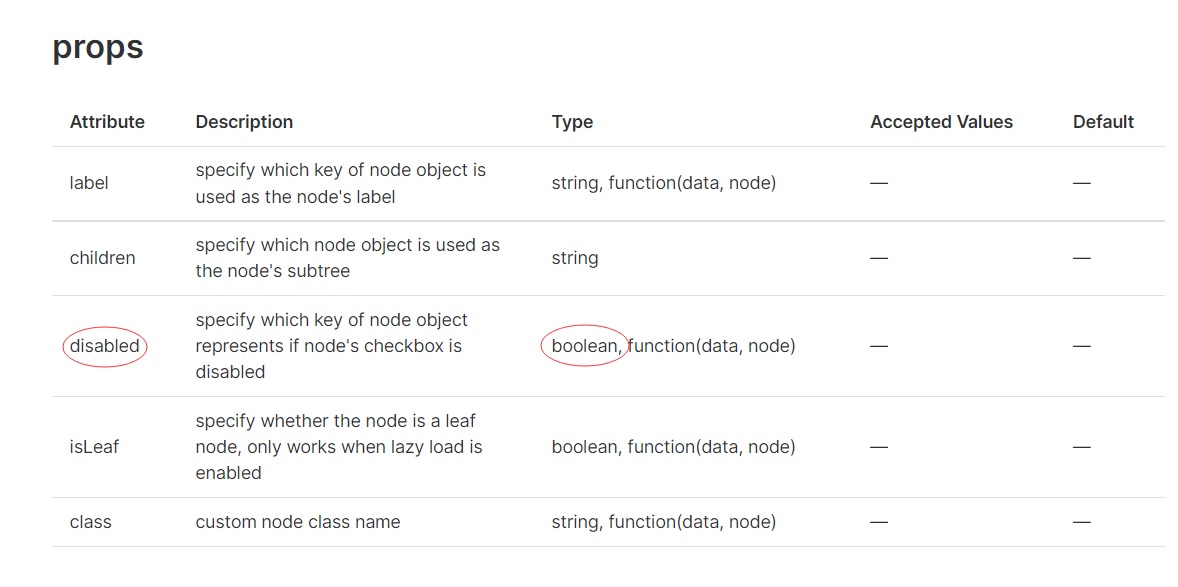 props
Attribute Description Type Accepted Values Default
label specify which key of node object is used as the node's label string, function(data, node) — —
children specify which node object is used as the node's subtree string — —
disabled specify which key of node object represents if node's checkbox is disabled boolean, function(data, node) — —
isLeaf specify whether the node is a leaf node, only works when lazy load is enabled boolean, function(data, node) — —
class custom node class name string, function(data, node) — —